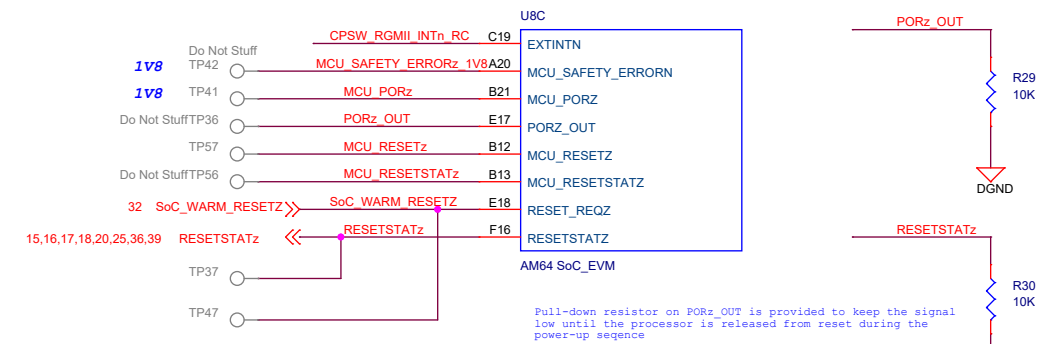 U8C
PORz_OUT
CPSW_RGMII_INTn_RC C19 EXTINTN
Do Not Stuff
1V8 TP42 MCU_SAFETY_ERRORz_1V8 A20 MCU_SAFETY_ERRORN
R29
10K
1V8 TP41 MCU_PORz B21 MCU_PORZ
Do Not Stuff TP36 PORz_OUT E17 PORZ_OUT
TP57 MCU_RESETz B12 MCU_RESETZ
Do Not Stuff TP56 MCU_RESETSTATz B13 MCU_RESETSTATZ
DGND
32 SoC_WARM_RESETZ SoC_WARM_RESETZ E18 RESET_REQZ
15,16,17,18,20,25,36,39 RESETSTATz RESETSTATz F16 RESETSTATZ
RESETSTATz
AM64 SoC_EVM
TP37
R30
10K
TP47
Pull-down resistor on PORz_OUT is provided to keep the signal
low until the processor is released from reset during the
power-up seqence